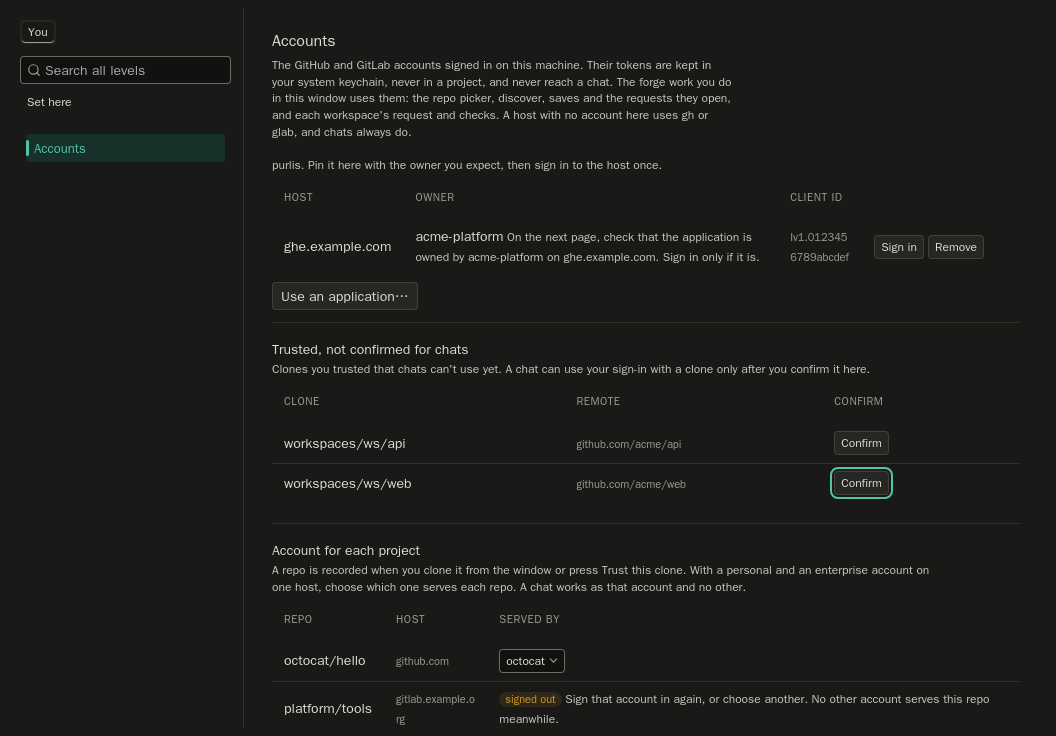 You
Search all levels
Set here
Accounts
Accounts
The GitHub and GitLab accounts signed in on this machine. Their tokens are kept in
your system keychain, never in a project, and never reach a chat. The forge work you do
in this window uses them: the repo picker, discover, saves and the requests they open,
and each workspace's request and checks. A host with no account here uses gh or
glab, and chats always do.
purlis. Pin it here with the owner you expect, then sign in to the host once.
HOST OWNER CLIENT ID
ghe.example.com
acme-platform On the next page, check that the application is
owned by acme-platform on ghe.example.com. Sign in only if it is.
Iv1.012345
6789abcdef
Sign in Remove
Use an application⋯
Trusted, not confirmed for chats
Clones you trusted that chats can't use yet. A chat can use your sign-in with a clone only after you confirm it here.
CLONE REMOTE CONFIRM
workspaces/ws/api github.com/acme/api Confirm
workspaces/ws/web github.com/acme/web Confirm
Account for each project
A repo is recorded when you clone it from the window or press Trust this clone. With a personal and an enterprise account on
one host, choose which one serves each repo. A chat works as that account and no other.
REPO HOST SERVED BY
octocat/hello github.com octocat
platform/tools
gitlab.example.o
rg
signed out Sign that account in again, or choose another. No other account serves this repo
meanwhile.